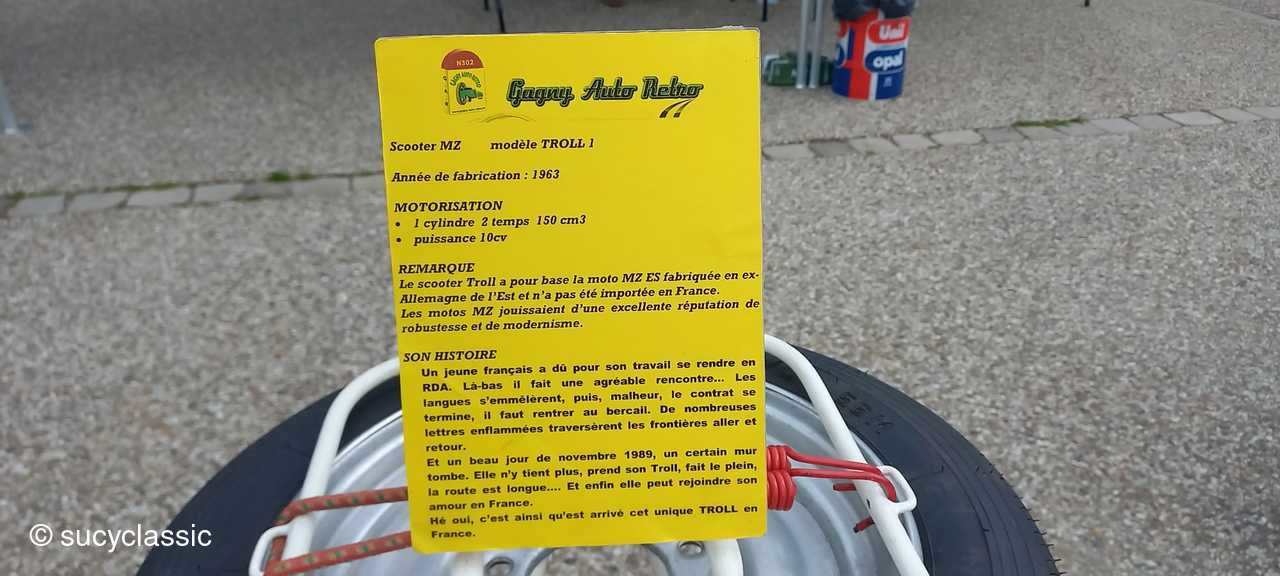 N302
GAGNY AUTO RETRO
Gagny Auto Retro
Scooter MZ modèle TROLL 1
Année de fabrication : 1963
MOTORISATION
• 1 cylindre 2 temps 150 cm3
• puissance 10cv
REMARQUE
Le scooter Troll a pour base la moto MZ ES fabriquée en ex-
Allemagne de l'Est et n'a pas été importée en France.
Les motos MZ jouissaient d'une excellente réputation de
robustesse et de modernisme.
SON HISTOIRE
Un jeune français a dû pour son travail se rendre en
RDA. Là-bas il fait une agréable rencontre... Les
langues s'emmêlèrent, puis, malheur, le contrat se
termine, il faut rentrer au bercail. De nombreuses
lettres enflammées traversèrent les frontières aller et
retour.
Et un beau jour de novembre 1989, un certain mur
tombe. Elle n'y tient plus, prend son Troll, fait le plein,
la route est longue.... Et enfin elle peut rejoindre son
amour en France.
Hé oui, c'est ainsi qu'est arrivé cet unique TROLL en
France.
Unil
opal
© sucyclassic